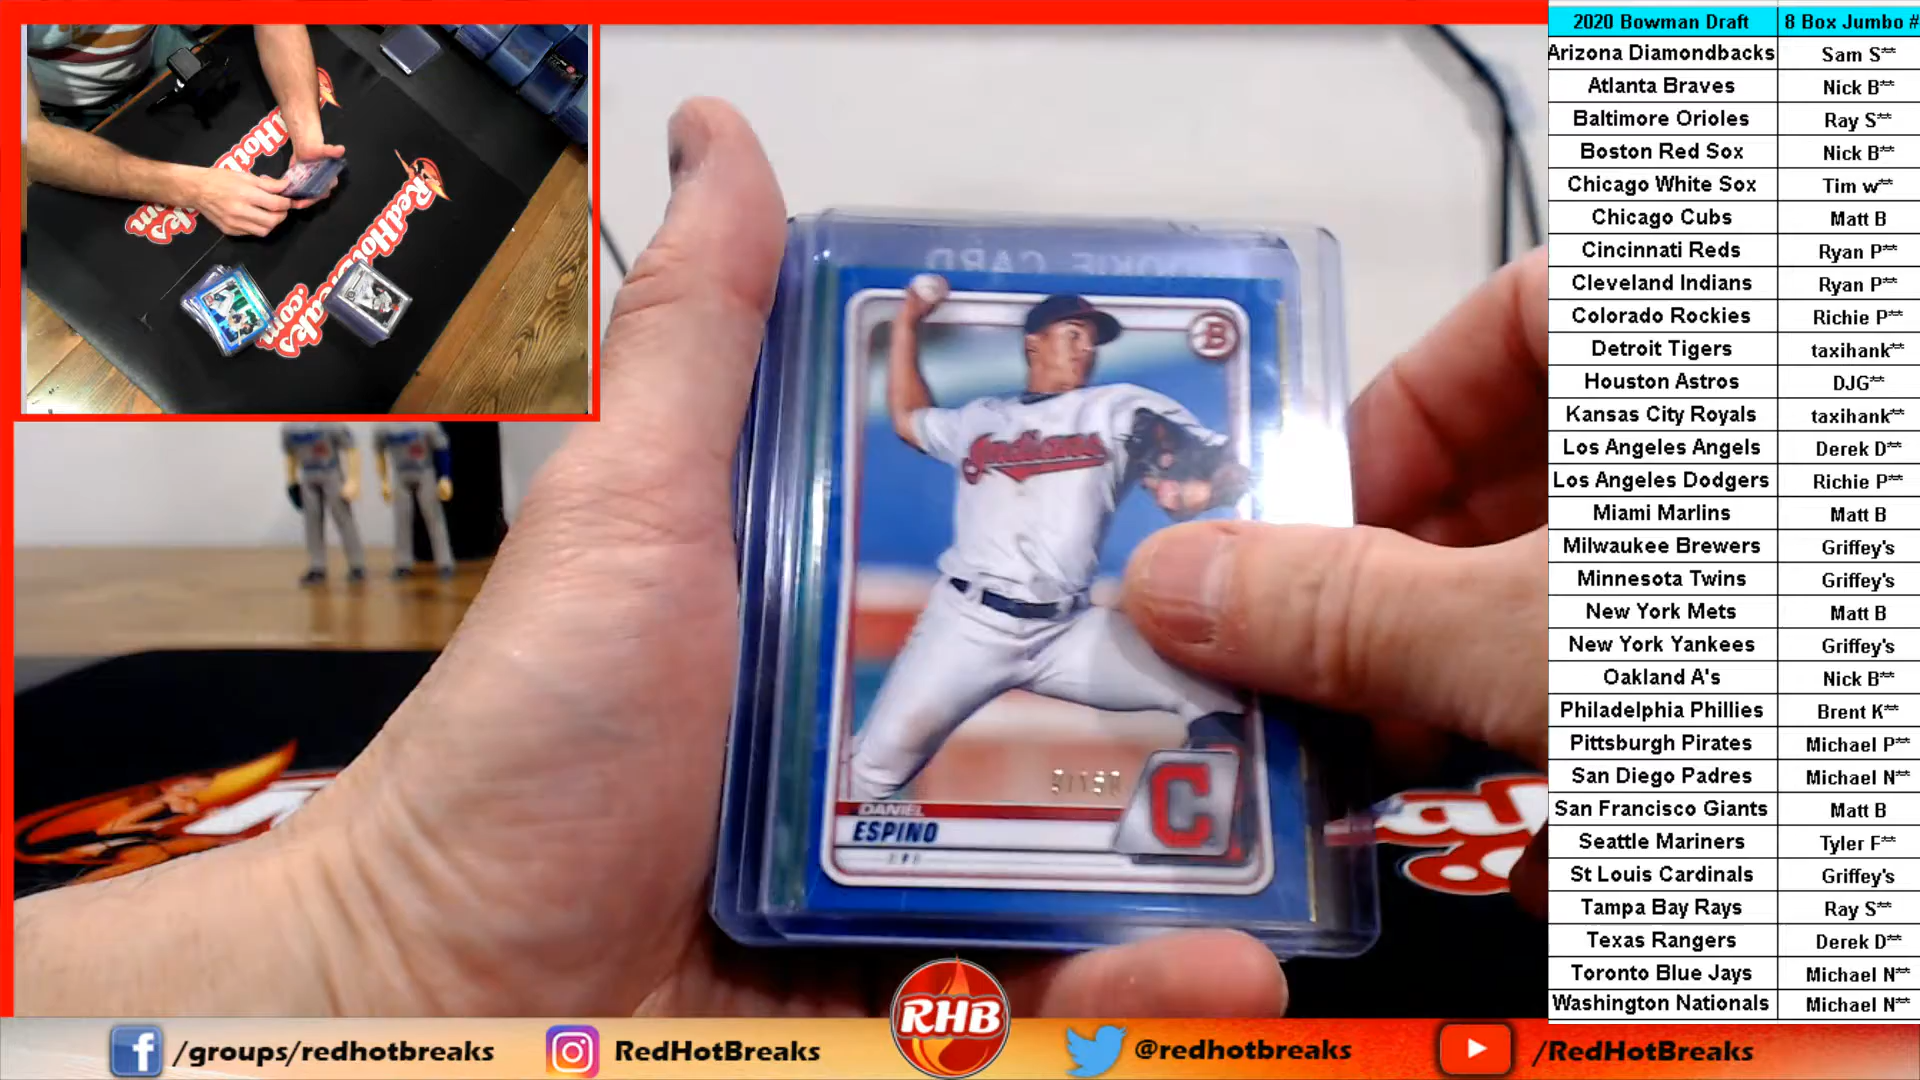 2020 Bowman Draft 8 Box Jumbo #
Arizona Diamondbacks Sam S**
Atlanta Braves Nick B**
Baltimore Orioles Ray S**
Boston Red Sox Nick B**
Chicago White Sox Tim w**
Chicago Cubs Matt B
Cincinnati Reds Ryan P**
Cleveland Indians Ryan P**
Colorado Rockies Richie P**
Detroit Tigers taxihank**
Houston Astros DJG**
Kansas City Royals taxihank**
Los Angeles Angels Derek D**
Los Angeles Dodgers Richie P**
Miami Marlins Matt B
Milwaukee Brewers Griffey's
Minnesota Twins Griffey's
New York Mets Matt B
New York Yankees Griffey's
Oakland A's Nick B**
Philadelphia Phillies Brent K**
Pittsburgh Pirates Michael P**
San Diego Padres Michael N**
San Francisco Giants Matt B
Seattle Mariners Tyler F**
St Louis Cardinals Griffey's
Tampa Bay Rays Ray S**
Texas Rangers Derek D**
Toronto Blue Jays Michael N**
Washington Nationals Michael N**
RedHot
.com
ROOKIE CARD
B
Indians
C
DANIEL
ESPINO
RHB
/groups/redhotbreaks
RedHotBreaks
@redhotbreaks
/RedHotBreaks